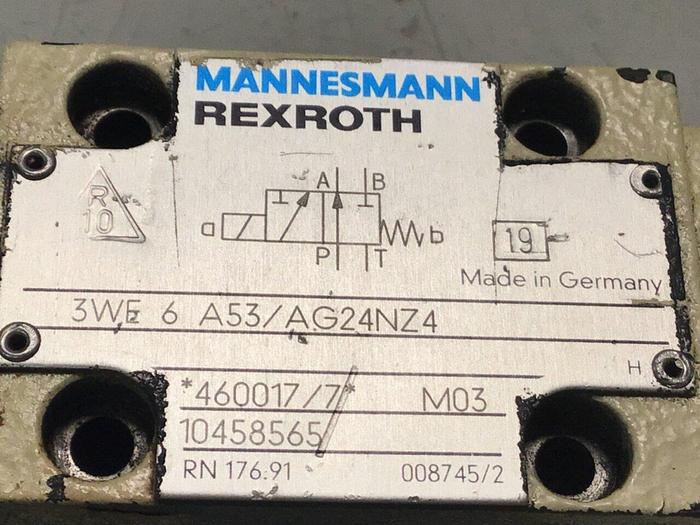 MANNESMANN
REXROTH
R
10
A B
a b
P T
19
Made in Germany
3WE 6 A53/AG24NZ4
H
*460017/7* M03
10458565
RN 176.91 008745/2